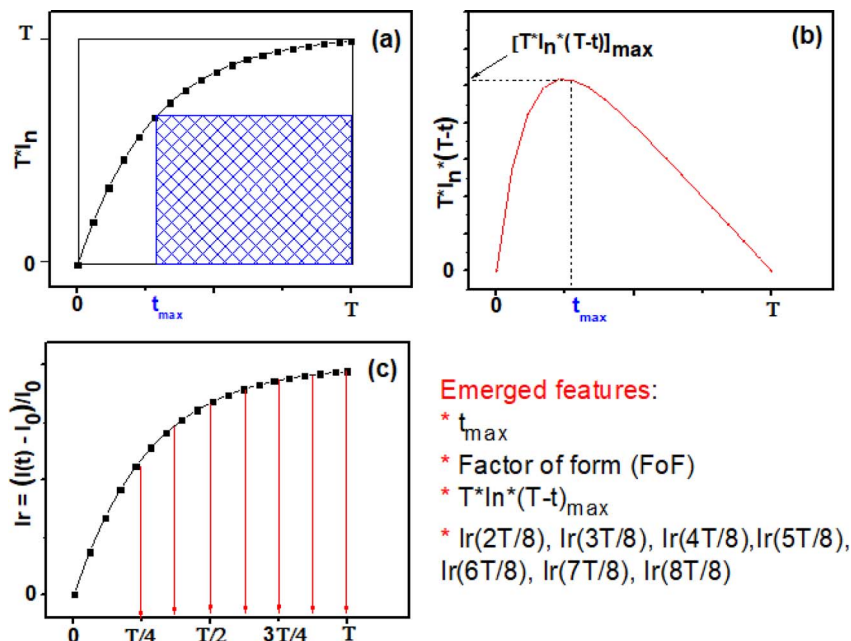 T
(a)
T*In
0
0
tmax
T
(b)
[T*In*(T-t)]max
T*In*(T-t)
0
0
tmax
T
(c)
Ir = (I(t) - I0)/I0
0
0
T/4
T/2
3T/4
T
Emerged features:
* tmax
* Factor of form (FoF)
* T*In*(T-t)max
* Ir(2T/8), Ir(3T/8), Ir(4T/8),Ir(5T/8),
Ir(6T/8), Ir(7T/8), Ir(8T/8)